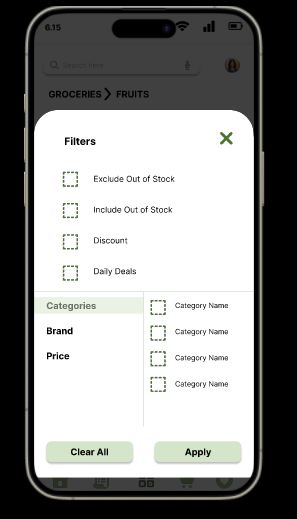 6.15
Search here
GROCERIES FRUITS
Filters
Exclude Out of Stock
Include Out of Stock
Discount
Daily Deals
Categories
Category Name
Brand
Category Name
Price
Category Name
Category Name
Clear All
Apply